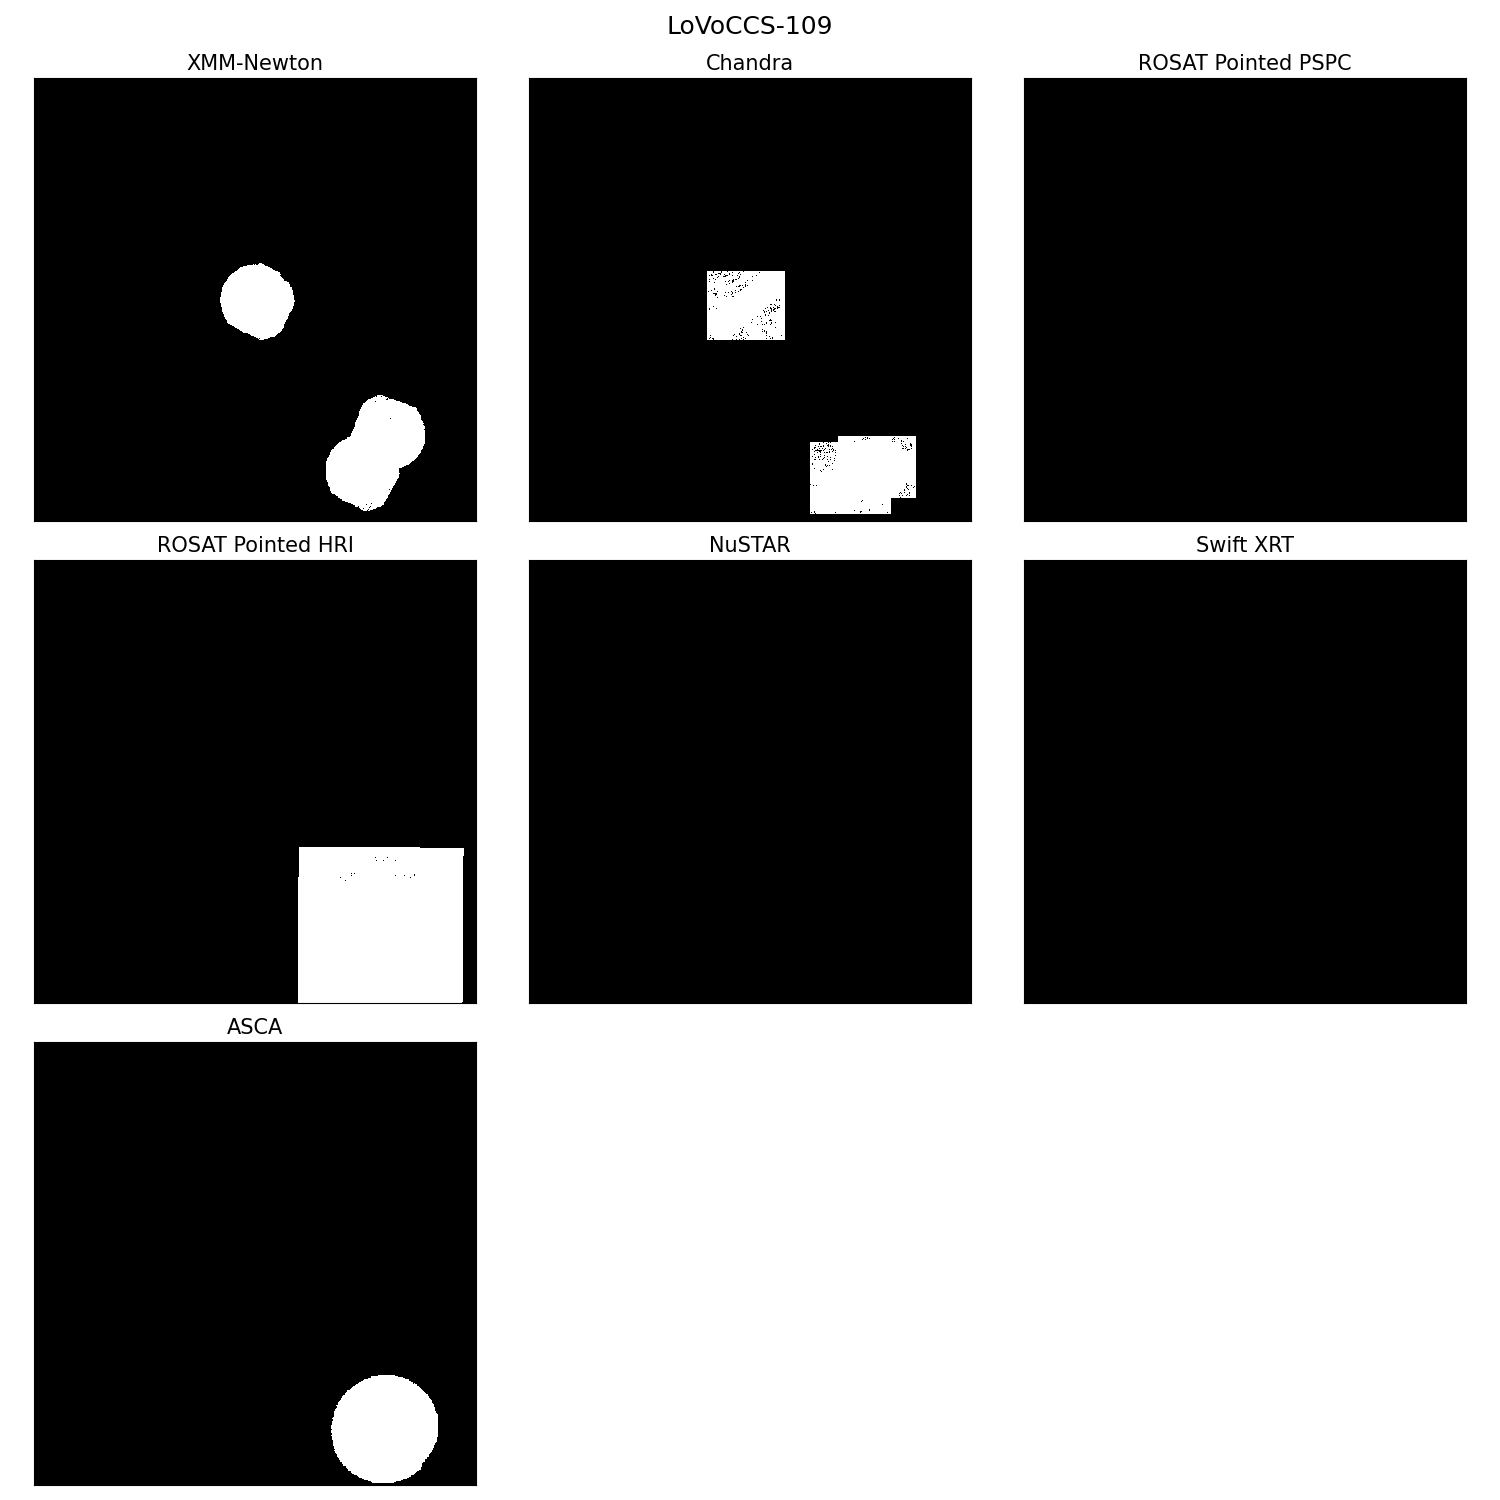 LoVoCCS-109
XMM-Newton
Chandra
ROSAT Pointed PSPC
ROSAT Pointed HRI
NuSTAR
Swift XRT
ASCA